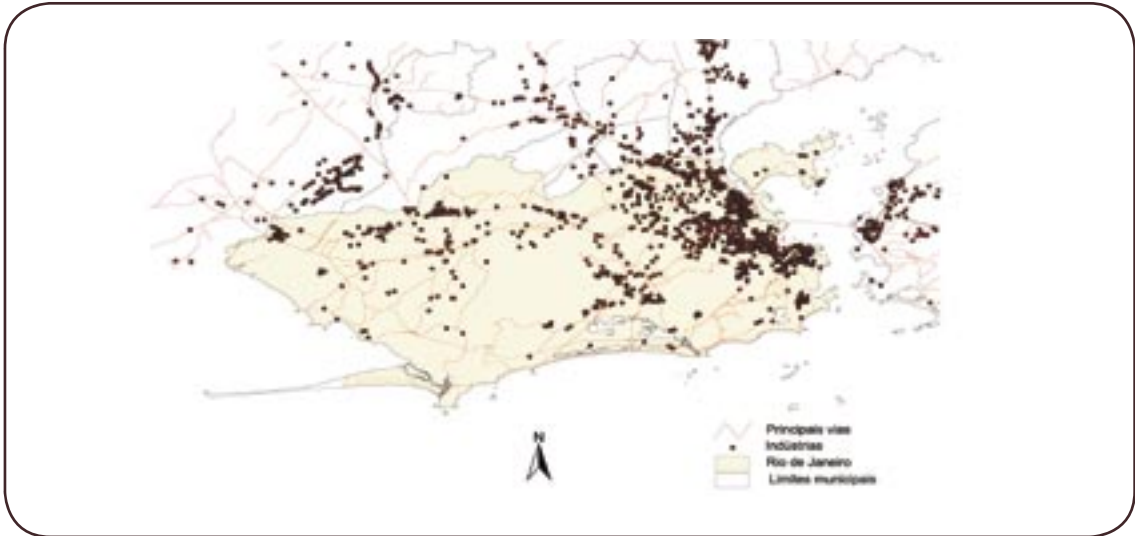 N
Principais vias
Indústrias
Rio de Janeiro
Limites municipais